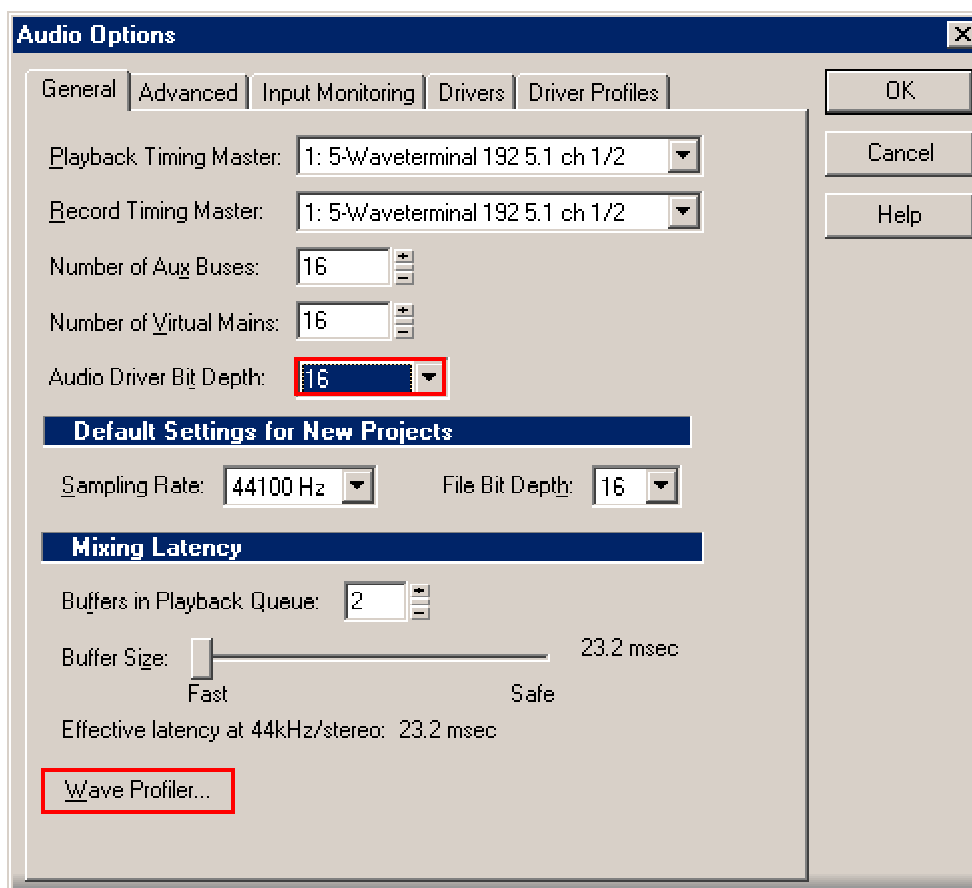 Audio Options
General Advanced Input Monitoring Drivers Driver Profiles
OK
Cancel
Help
Playback Timing Master: 1: 5-Waveterminal 192 5.1 ch 1/2
Record Timing Master: 1: 5-Waveterminal 192 5.1 ch 1/2
Number of Aux Buses: 16
Number of Virtual Mains: 16
Audio Driver Bit Depth: 16
Default Settings for New Projects
Sampling Rate: 44100 Hz File Bit Depth: 16
Mixing Latency
Buffers in Playback Queue: 2
Buffer Size: 23.2 msec
Fast Safe
Effective latency at 44kHz/stereo: 23.2 msec
Wave Profiler...